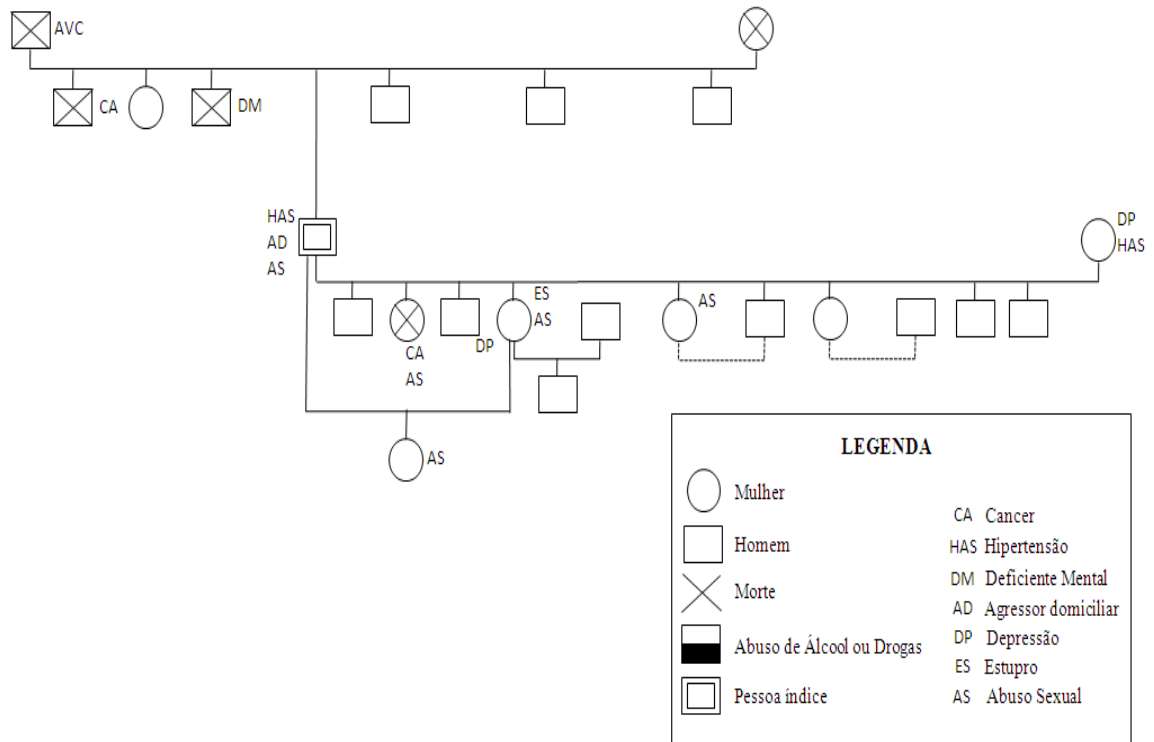 AVC
CA
DM
HAS
AD
AS
DP
HAS
ES
AS
DP
AS
CA
AS
AS
LEGENDA
Mulher
Homem
Morte
Abuso de Álcool ou Drogas
Pessoa índice
CA Cancer
HAS Hipertensão
DM Deficiente Mental
AD Agressor domiciliar
DP Depressão
ES Estupro
AS Abuso Sexual